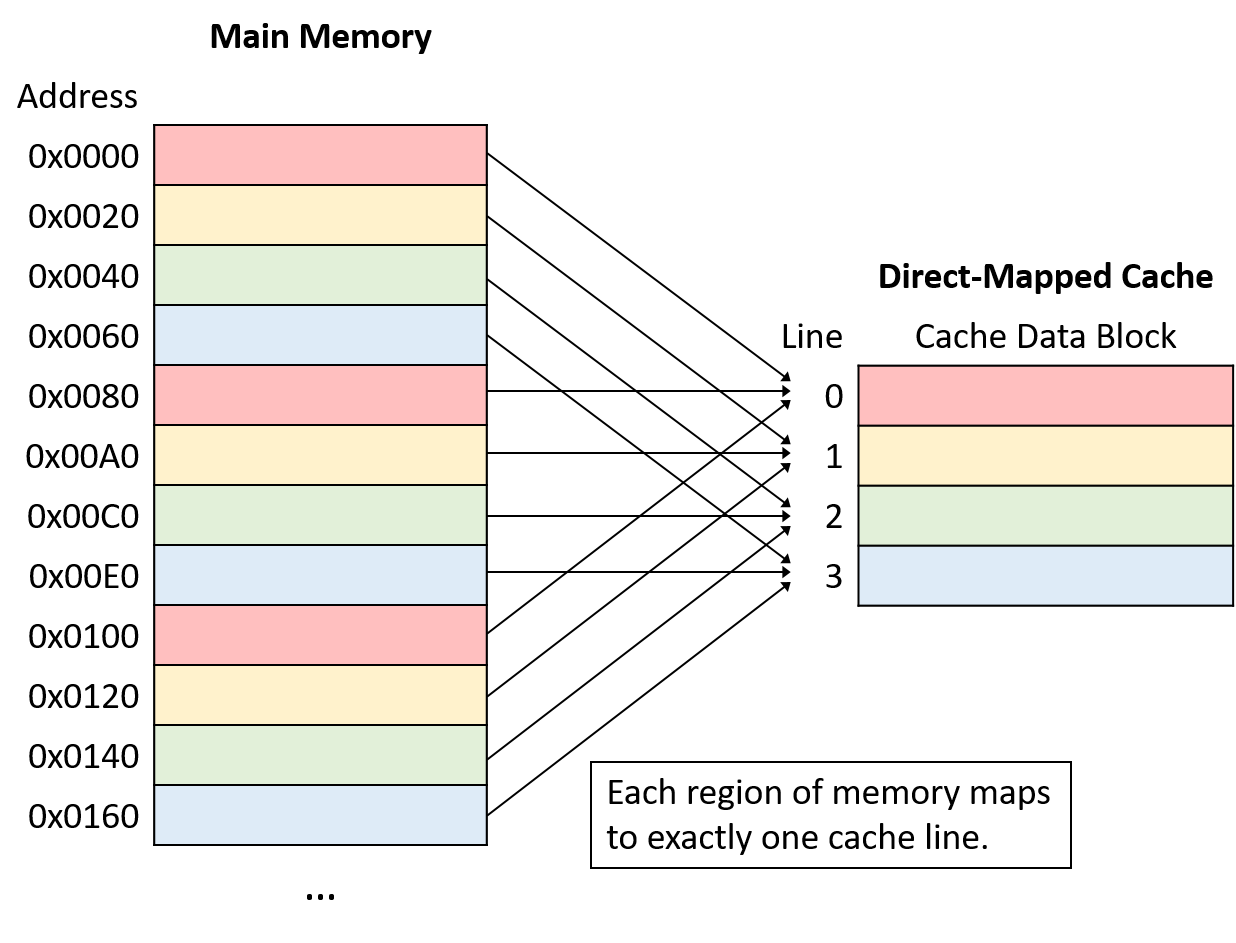 Main Memory
Address
0x0000
0x0020
0x0040
0x0060
0x0080
0x00A0
0x00C0
0x00E0
0x0100
0x0120
0x0140
0x0160
...
Direct-Mapped Cache
Line Cache Data Block
0
1
2
3
Each region of memory maps
to exactly one cache line.